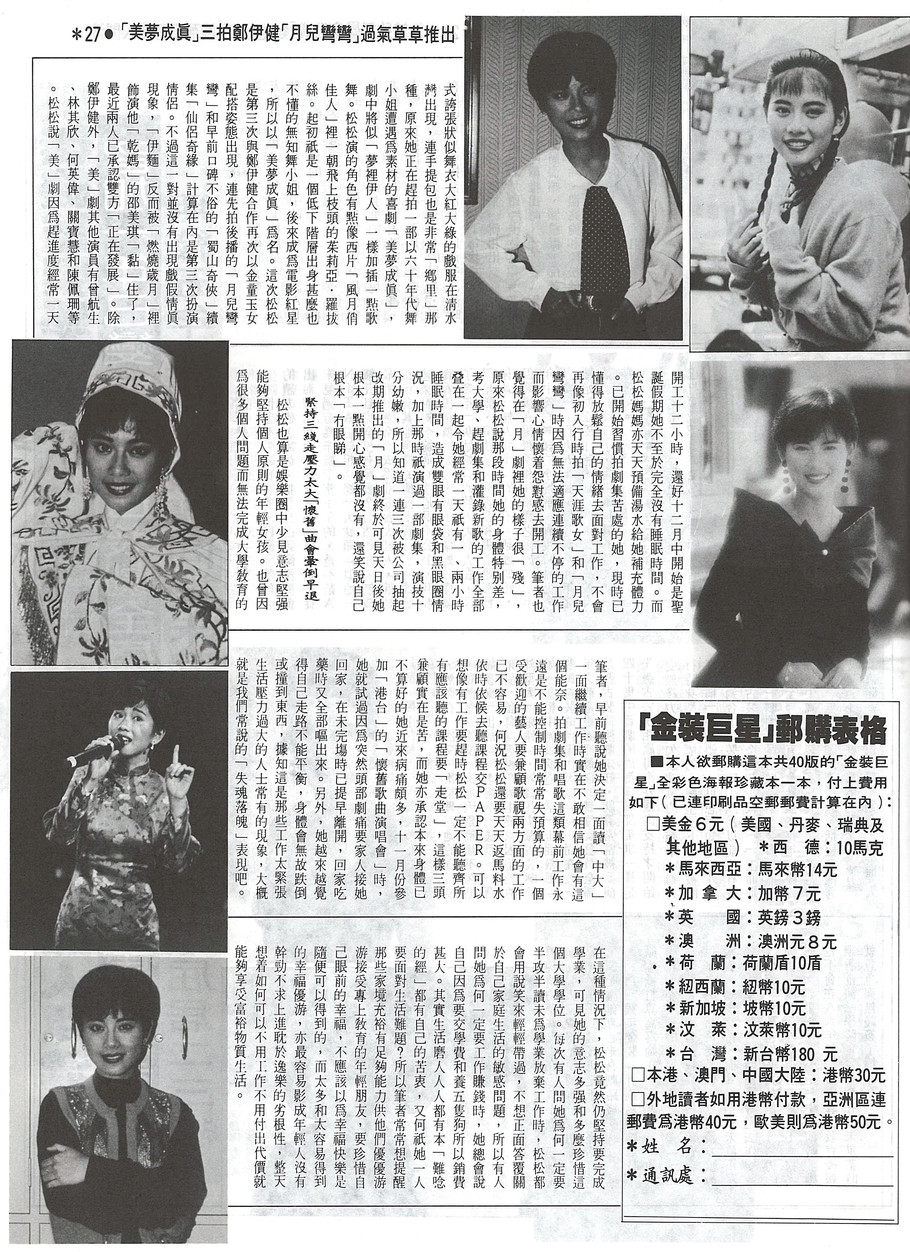 ＊27●「美夢成眞」三拍鄭伊健「月兒彎彎」過氣草草推出
式誇張狀似舞衣大紅大綠的戲服在清水
灣出現，連手提包也是非常「鄉里」那
種，原來她正在趕拍一部以六十年代舞
小姐遭遇爲素材的喜劇「美夢成眞」，
劇中將似「夢裡伊人」一樣加插一點歌
舞。松松演的角色有點像西片「風月俏
佳人」裡一朝飛上枝頭的茱莉亞．羅拔
絲。起初祇是一個低下階層出身甚麼也
不懂的無知舞小姐，後來成爲電影紅星
，所以以「美夢成眞」爲名。這次松松
是第三次與鄭伊健合作再次以金童玉女
配搭姿態出現，連先拍後播的「月兒彎
彎」和早前口碑不俗的「蜀山奇俠」續
集「仙侶奇緣」計算在內是第三次扮演
情侶。不過這一對並沒有出現戲假情眞
現象，「伊麵」反而被「燃燒歲月」裡
飾演他「乾媽」的邵美琪「黏」住了，
最近兩人已承認雙方「正在發展」。除
鄭伊健外，「美」劇其他演員有曾航生
、林其欣、何英偉、關寶慧和陳佩珊等
。松松說「美」劇因爲趕進度經常一天
開工十二小時，還好十二月中開始是聖
誕假期她不至於完全沒有睡眠時間。而
松松媽媽亦天天預備湯水給她補充體力
。已開始習慣拍劇集苦處的她，現時已
懂得放鬆自己的情緒去面對工作，不會
再像初入行時拍「天涯歌女」和「月兒
彎彎」時因爲無法適應連續不停的工作
而影響心情懷着怨懟感去開工。筆者也
覺得在「月」劇裡她的樣子很「殘」，
原來松松說那段時間她的身體特別差，
考大學、趕劇集和灌錄新歌的工作全部
叠在一起令她經常一天祇有一、兩小時
睡眠時間，造成雙眼有眼袋和黑眼圈情
況，加上那時祇演過一部劇集，演技十
分幼嫩，所以知道一連三次被公司抽起
改期推出的「月」劇終於可見天日後她
根本一點開心感覺都沒有，還笑說自己
根本「冇眼睇」。
緊持三綫走壓力太大「懷舊」曲會暈倒早退
松松也算是娛樂圈中少見意志堅强
能夠堅持個人原則的年輕女孩。也曾因
爲很多個人問題而無法完成大學敎育的
筆者，早前聽說她決定一面讀「中大」
一面繼續工作時實在不敢相信她會有這
個能奈。拍劇集和唱歌這類幕前工作永
遠是不能控制時間常常失預算的，一個
受歡迎的藝人要兼顧歌視兩方面的工作
已不容易，何況松松還要天天返馬料水
依時依候去聽課程交PAPER。可以
想像有工作要趕時松松一定不能聽齊所
有應該聽的課程要「走堂」，這樣三頭
兼顧實在是苦，而她亦承認本來身體已
不算好的她近來病痛頗多，十一月份參
加「港台」的「懷舊歌曲演唱會」時，
她就試過因爲突然頭部劇痛要家人接她
回家，在未完塲時已提早離開，回家吃
藥時又全部嘔出來。另外，她越來越覺
得自己走路不能平衡，身體會無故跌倒
或撞到東西，據知這是那些工作太緊張
生活壓力過大的人士常有的現象，大概
就是我們常說的「失魂落魄」表現吧。
在這種情況下，松松竟然仍堅持要完成
學業，可見她的意志多强和多麼珍惜這
個大學學位。每次有人問她爲何一定要
半攻半讀未爲學業放棄工作時，松松都
會用說笑來輕輕帶過，不想正面答覆關
於自己家庭生活的敏感問題，所以有人
問她爲何一定要工作賺錢時，她總會說
自己因爲要交學費和養五隻狗所以銷費
甚大。其實生活磨人人人都有本「難唸
的經」都有自己的苦衷，又何祇她一人
要面對生活難題？所以筆者常常想提醒
那些家境充裕有足夠能力供他們優優游
游接受專上敎育的年輕朋友，要珍惜自
己眼前的幸福，不應該以爲幸福快樂是
隨便可以得到的，而太多和太容易得到
的幸福優游，亦最容易影成年輕人沒有
幹勁不求上進耽於逸樂的劣根性，整天
想着如何可以不用工作不用付出代價就
能夠享受富裕物質生活。
「金裝巨星」郵購表格
■本人欲郵購這本共40版的「金裝巨
星」全彩色海報珍藏本一本，付上費用
如下（已連印刷品空郵郵費計算在內）：
□美金6元（美國、丹麥、瑞典及
其他地區）＊西　德：10馬克
＊馬來西亞：馬來幣14元
＊加拿大：加幣7元
＊英　　國：英鎊3鎊
＊澳　　洲：澳洲元8元
＊荷　蘭：荷蘭盾10盾
＊紐西蘭：紐幣10元
＊新加坡：坡幣10元
＊汶　萊：汶萊幣10元
＊台　灣：新台幣180 元
□本港、澳門、中國大陸：港幣30元
□外地讀者如用港幣付款，亞洲區連
郵費爲港幣40元，歐美則爲港幣50元。
＊姓　名：
＊通訊處：